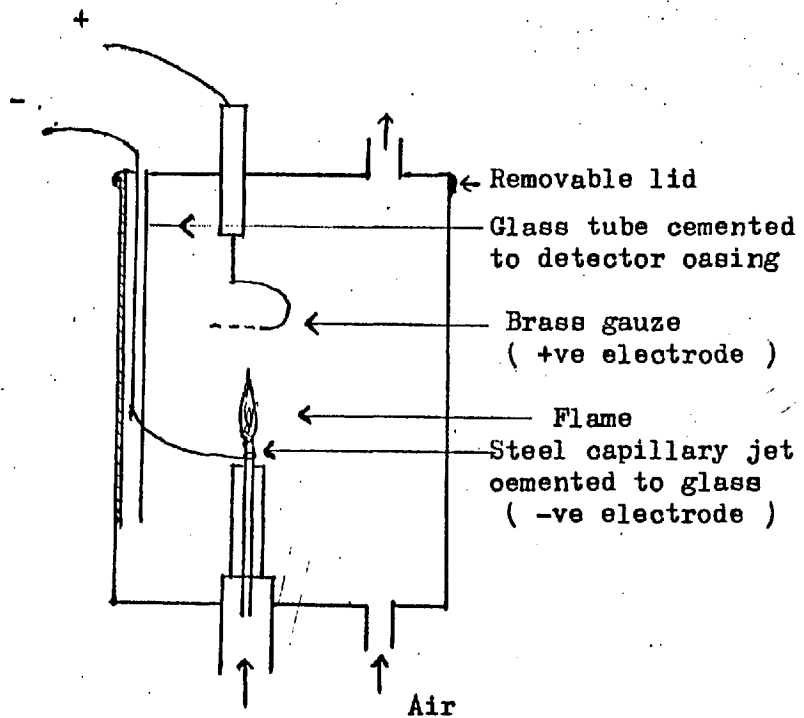 +
-
Removable lid
Glass tube cemented
to detector oasing
Brass gauze
( +ve electrode )
Flame
Steel capillary jet
oemented to glass
( -ve electrode )
Air